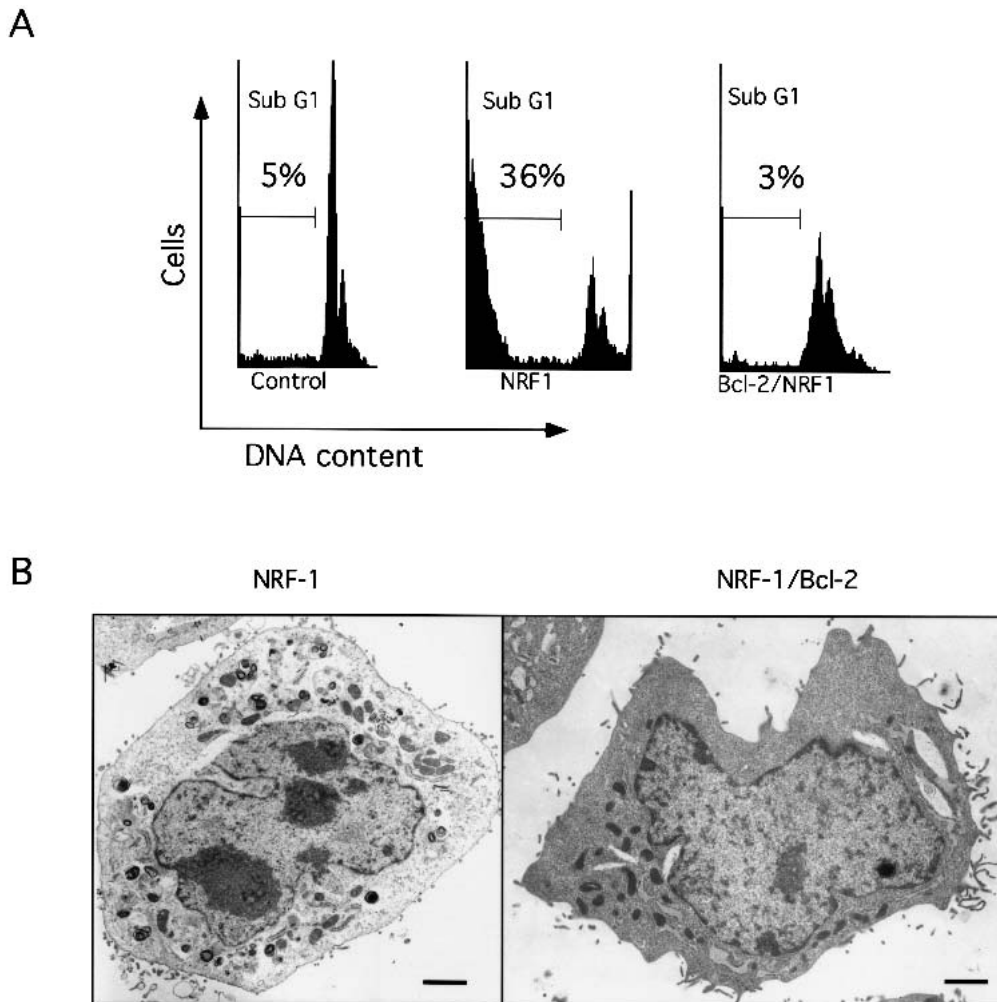 A
Sub G1
Sub G1
Sub G1
5%
36%
3%
Cells
Control
NRF1
Bcl-2/NRF1
DNA content
B
NRF-1
NRF-1/Bcl-2